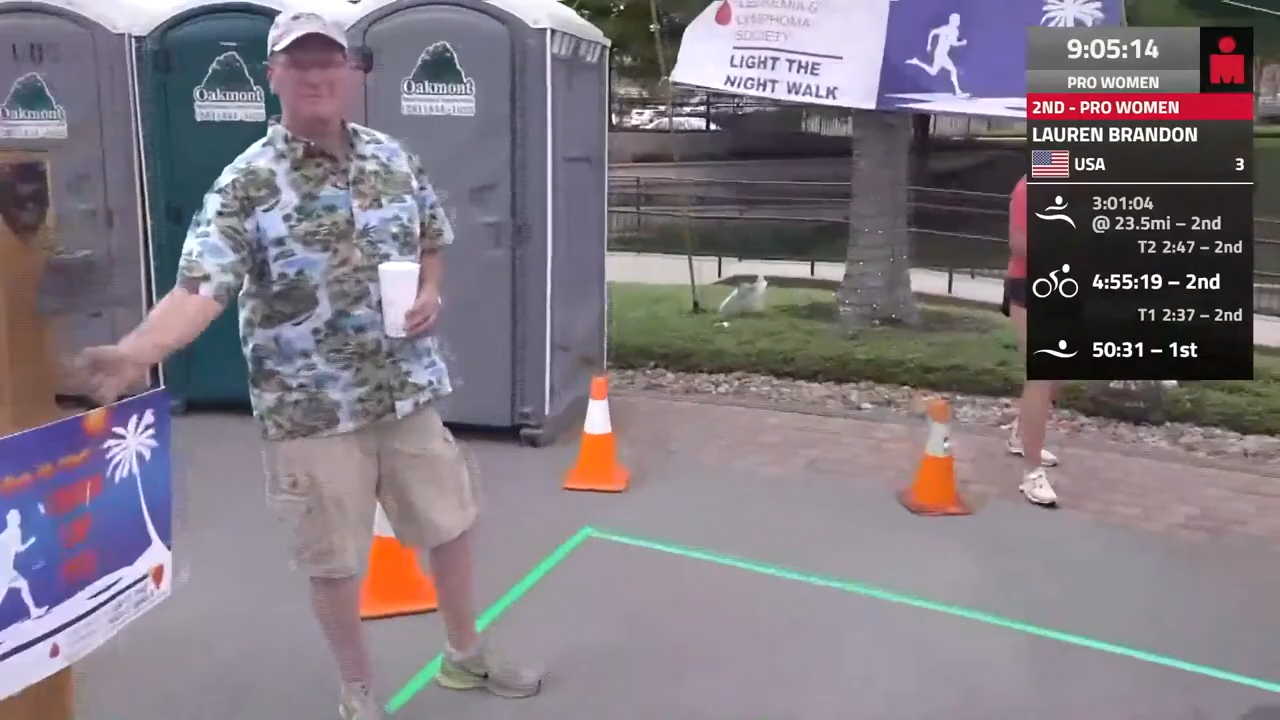 Oakmont
Oakmont
Oakmont
LEUKEMIA &
LYMPHOMA
SOCIETY
LIGHT THE
NIGHT WALK
9:05:14
PRO WOMEN
2ND - PRO WOMEN
LAUREN BRANDON
USA 3
3:01:04
@ 23.5mi – 2nd
T2 2:47 – 2nd
4:55:19 – 2nd
T1 2:37 – 2nd
50:31 – 1st